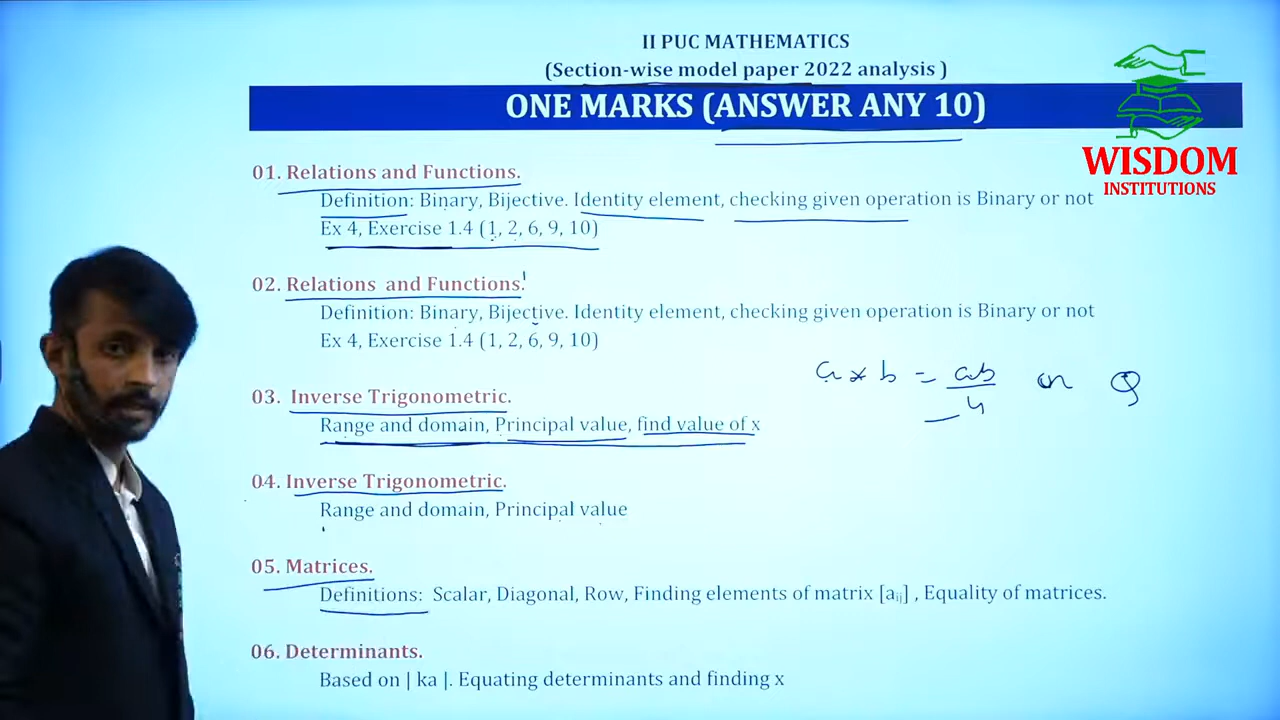 II PUC MATHEMATICS
(Section-wise model paper 2022 analysis )
ONE MARKS (ANSWER ANY 10)
WISDOM
INSTITUTIONS
01. Relations and Functions.
Definition: Binary, Bijective. Identity element, checking given operation is Binary or not
Ex 4, Exercise 1.4 (1, 2, 6, 9, 10)
02. Relations and Functions.
Definition: Binary, Bijective. Identity element, checking given operation is Binary or not
Ex 4, Exercise 1.4 (1, 2, 6, 9, 10)
a * b = ab/4 on Q
03. Inverse Trigonometric.
Range and domain, Principal value, find value of x
04. Inverse Trigonometric.
Range and domain, Principal value
05. Matrices.
Definitions: Scalar, Diagonal, Row, Finding elements of matrix [aᵢⱼ] , Equality of matrices.
06. Determinants.
Based on | ka |. Equating determinants and finding x